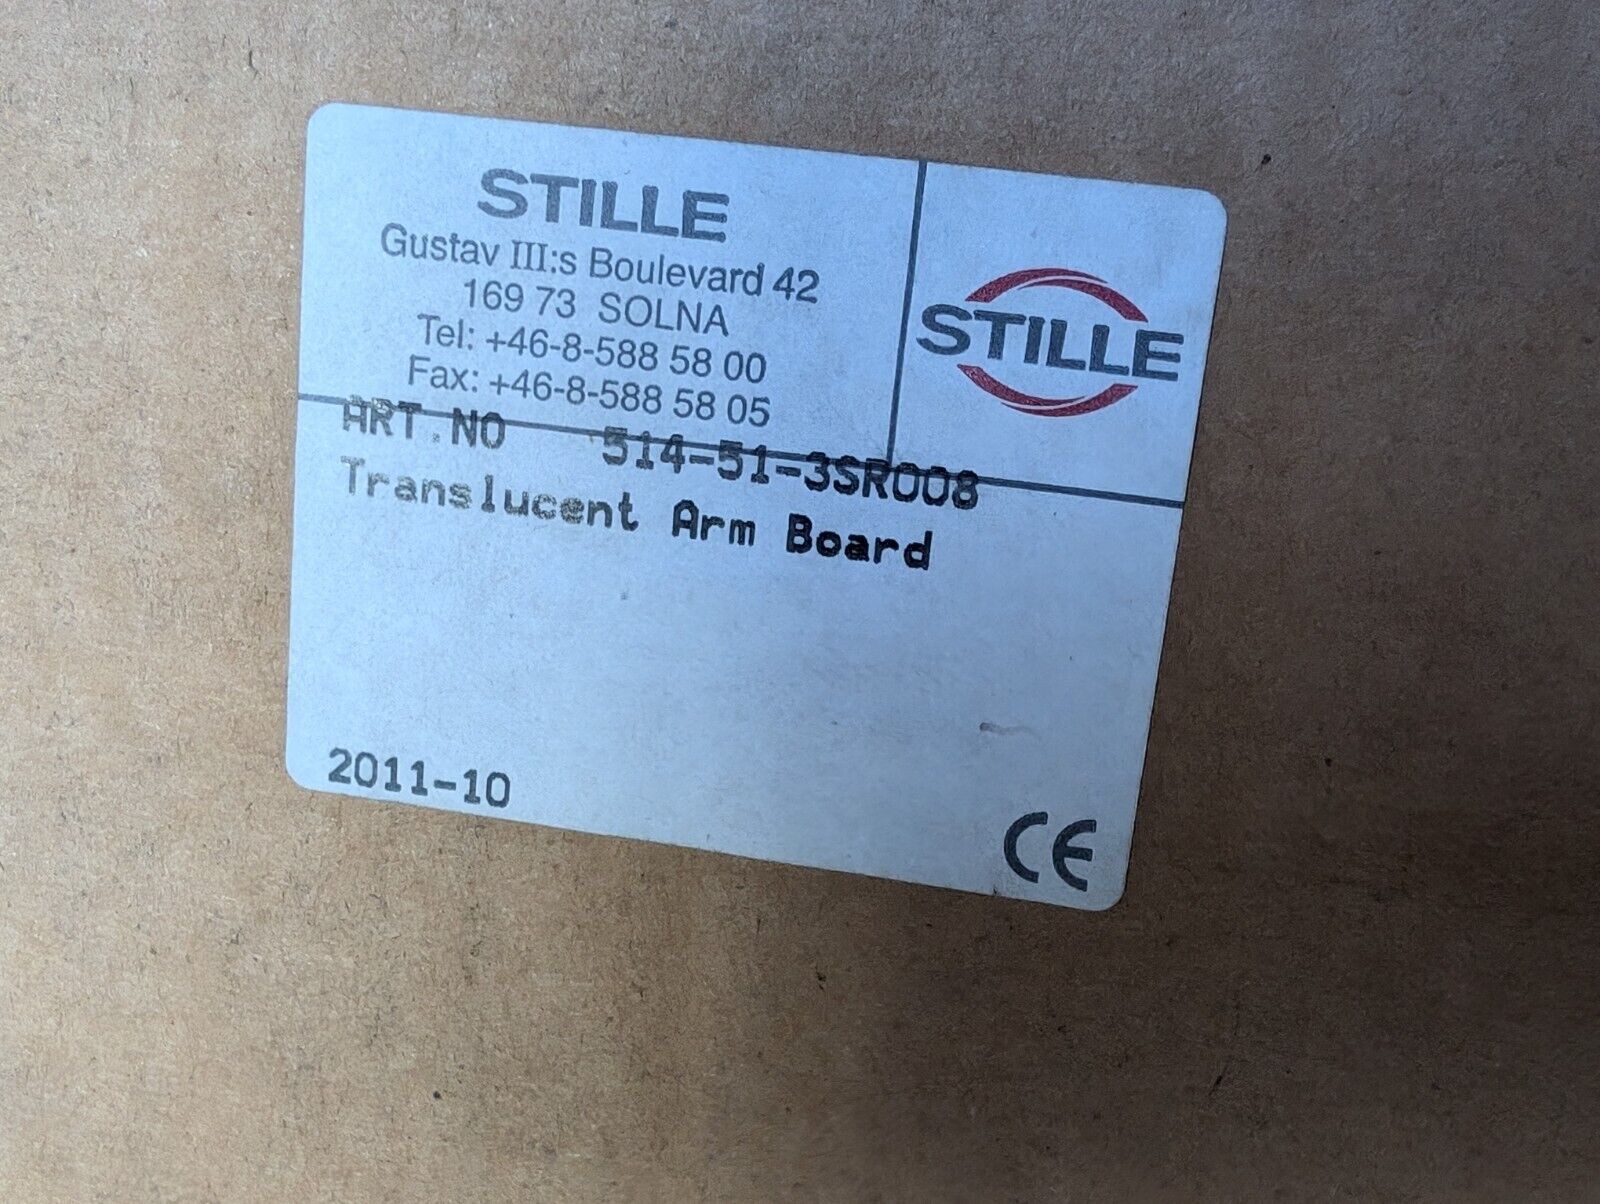 STILLE
Gustav III:s Boulevard 42
169 73 SOLNA
Tel: +46-8-588 58 00
Fax: +46-8-588 58 05
STILLE
ART.NO 514-51-3SR008
Translucent Arm Board
2011-10
CE